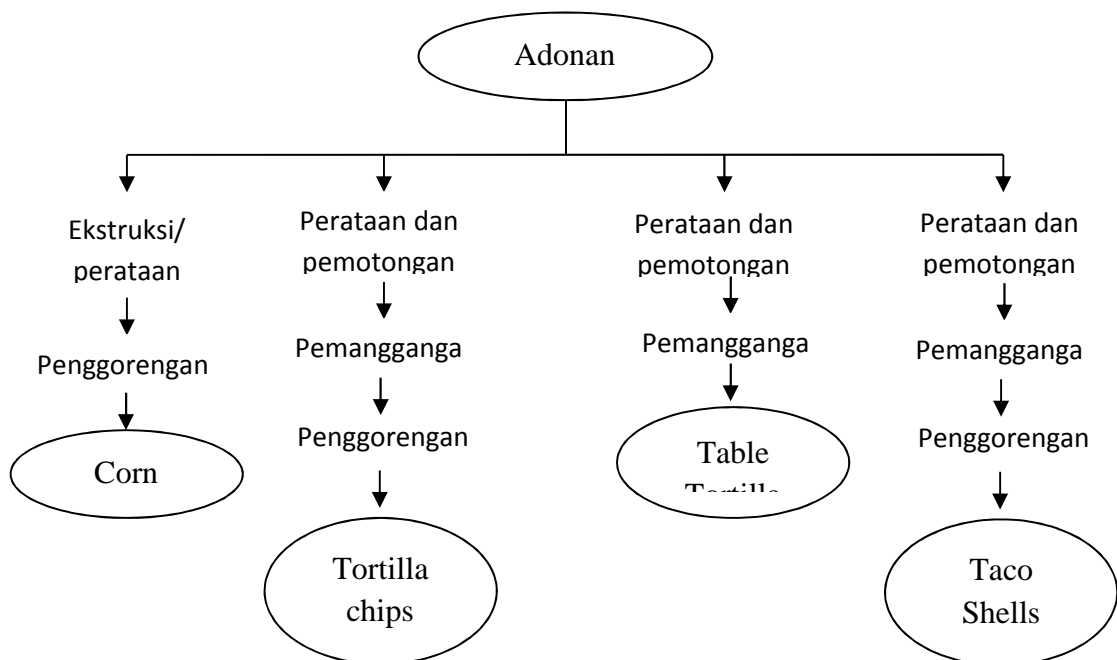 Adonan
Ekstruksi/
perataan
Penggorengan
Corn
Perataan dan
pemotongan
Pemangganga
Penggorengan
Tortilla
chips
Perataan dan
pemotongan
Pemangganga
Table
Tortilla
Perataan dan
pemotongan
Pemangganga
Penggorengan
Taco
Shells